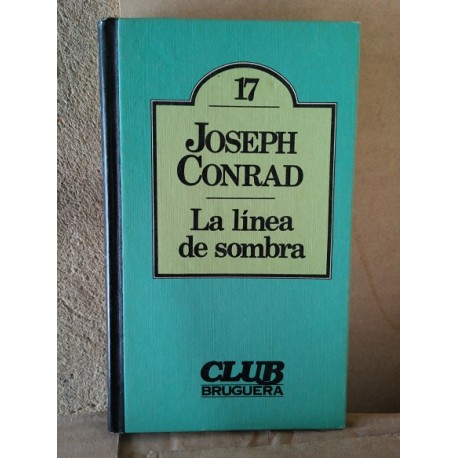 17
JOSEPH
CONRAD
La línea
de sombra
CLUB
BRUGUERA